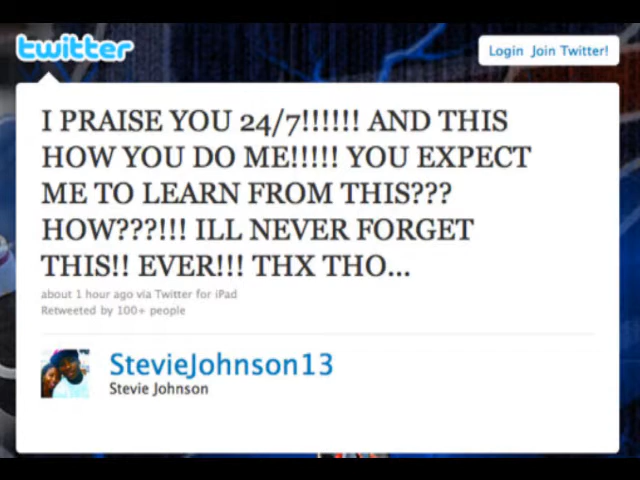 twitter
Login Join Twitter!
I PRAISE YOU 24/7!!!!!! AND THIS
HOW YOU DO ME!!!!! YOU EXPECT
ME TO LEARN FROM THIS???
HOW???!!! ILL NEVER FORGET
THIS!! EVER!!! THX THO...
about 1 hour ago via Twitter for iPad
Retweeted by 100+ people
StevieJohnson13
Stevie Johnson